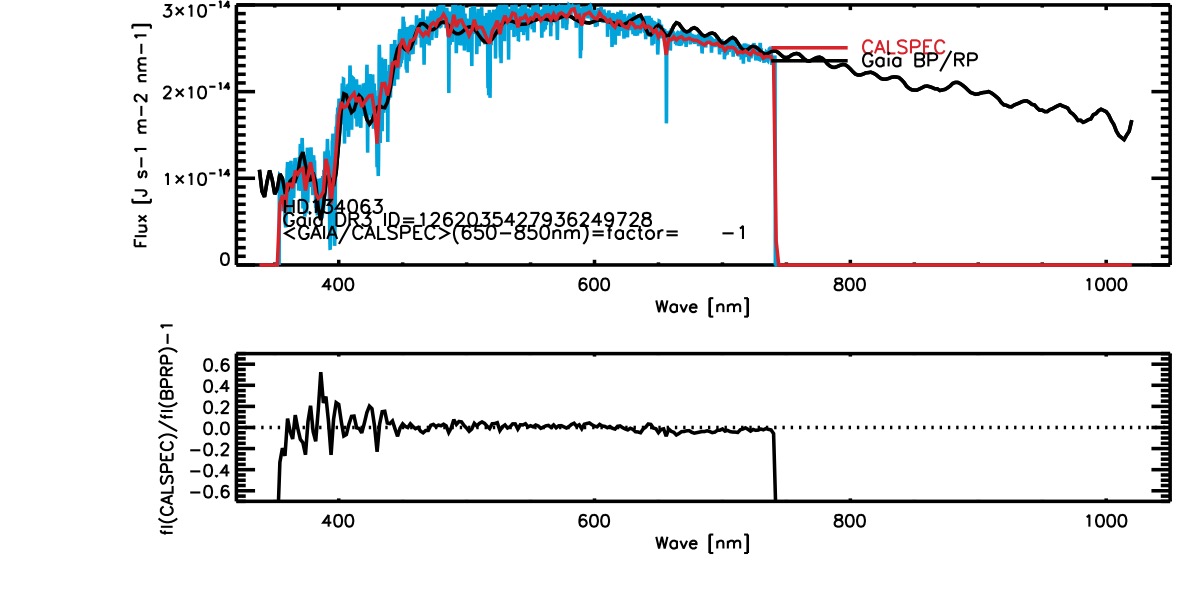 3×10−14
2×10−14
1×10−14
0
Flux [J s−1 m−2 nm−1]
CALSPEC
Gaia BP/RP
HD134063
Gaia DR3 ID=1262035427936249728
<GAIA/CALSPEC>(650−850nm)=factor= −1
400 600 800 1000
Wave [nm]
fl(CALSPEC)/fl(BPRP)−1
0.6
0.4
0.2
0.0
−0.2
−0.4
−0.6
400 600 800 1000
Wave [nm]